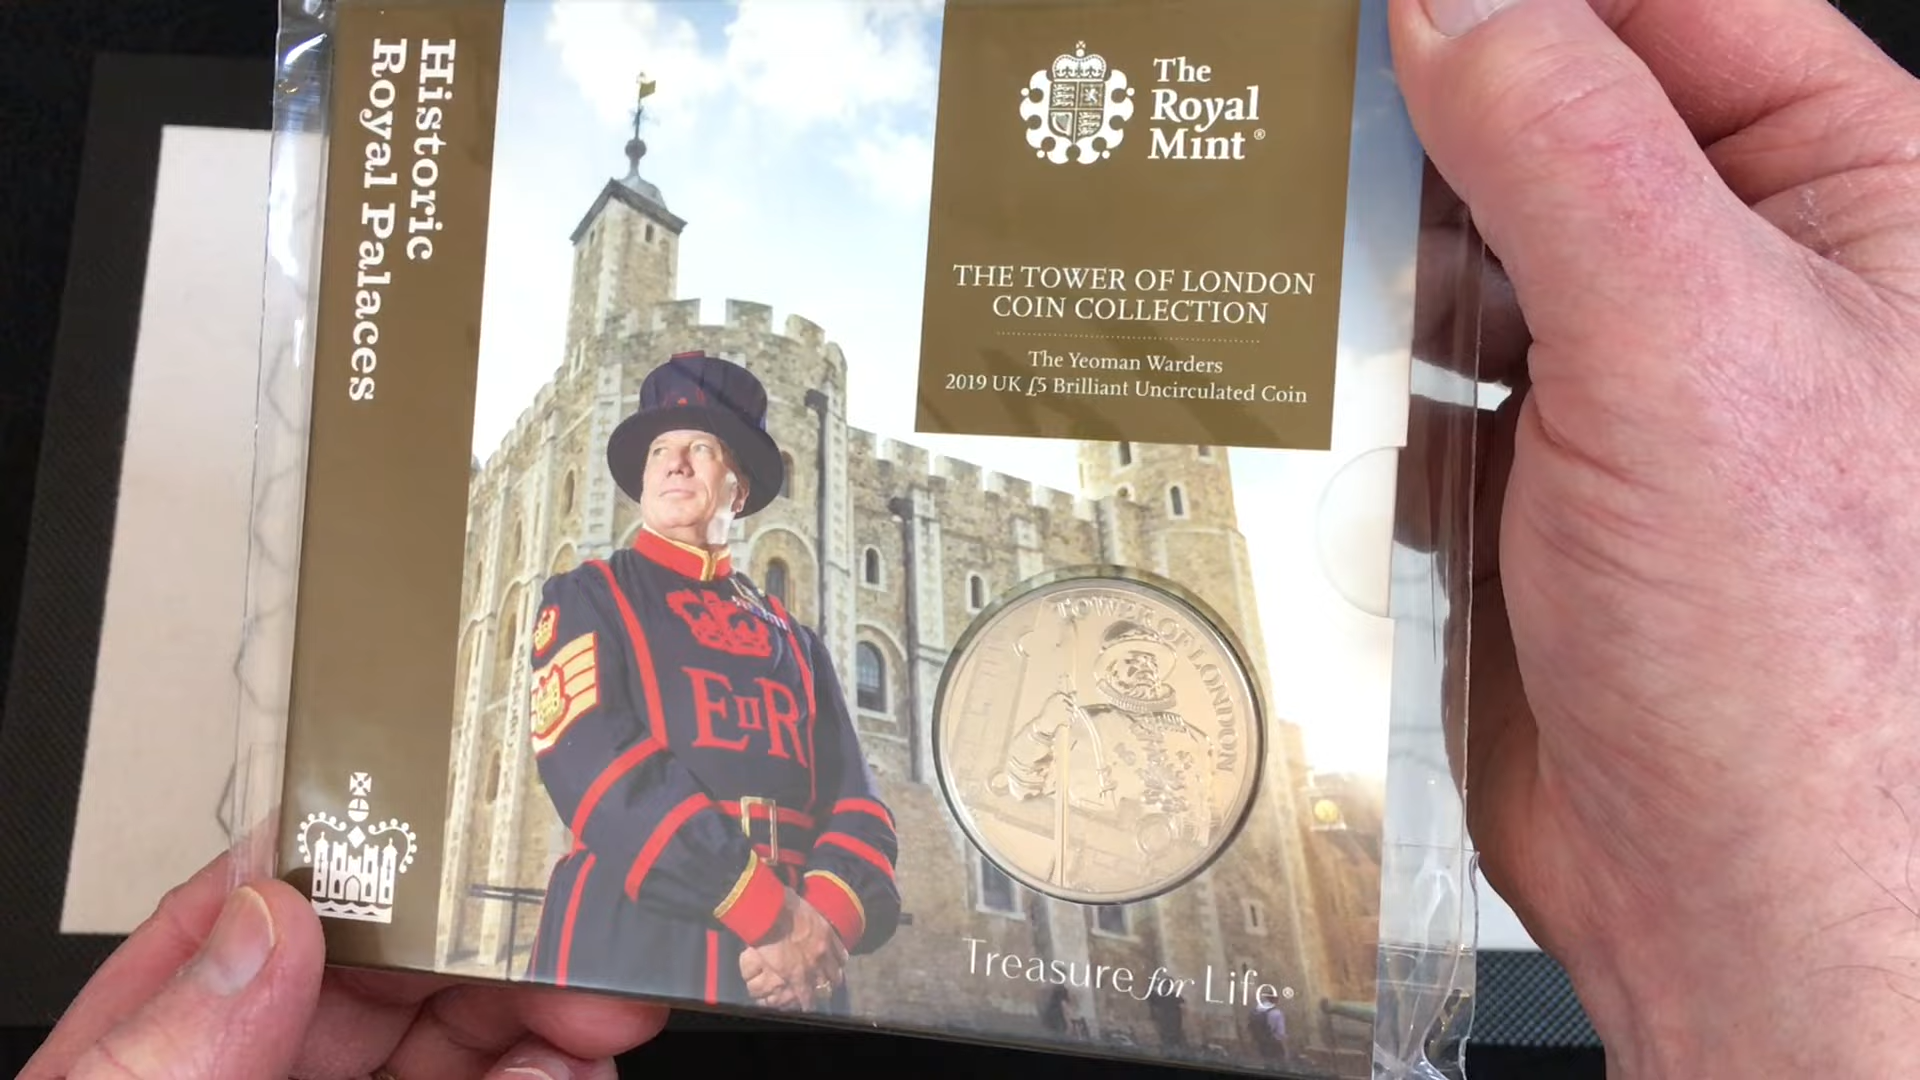 Historic
Royal Palaces
The
Royal
Mint®
THE TOWER OF LONDON
COIN COLLECTION
The Yeoman Warders
2019 UK £5 Brilliant Uncirculated Coin
EIIR
TOWER OF LONDON
Treasure for Life®